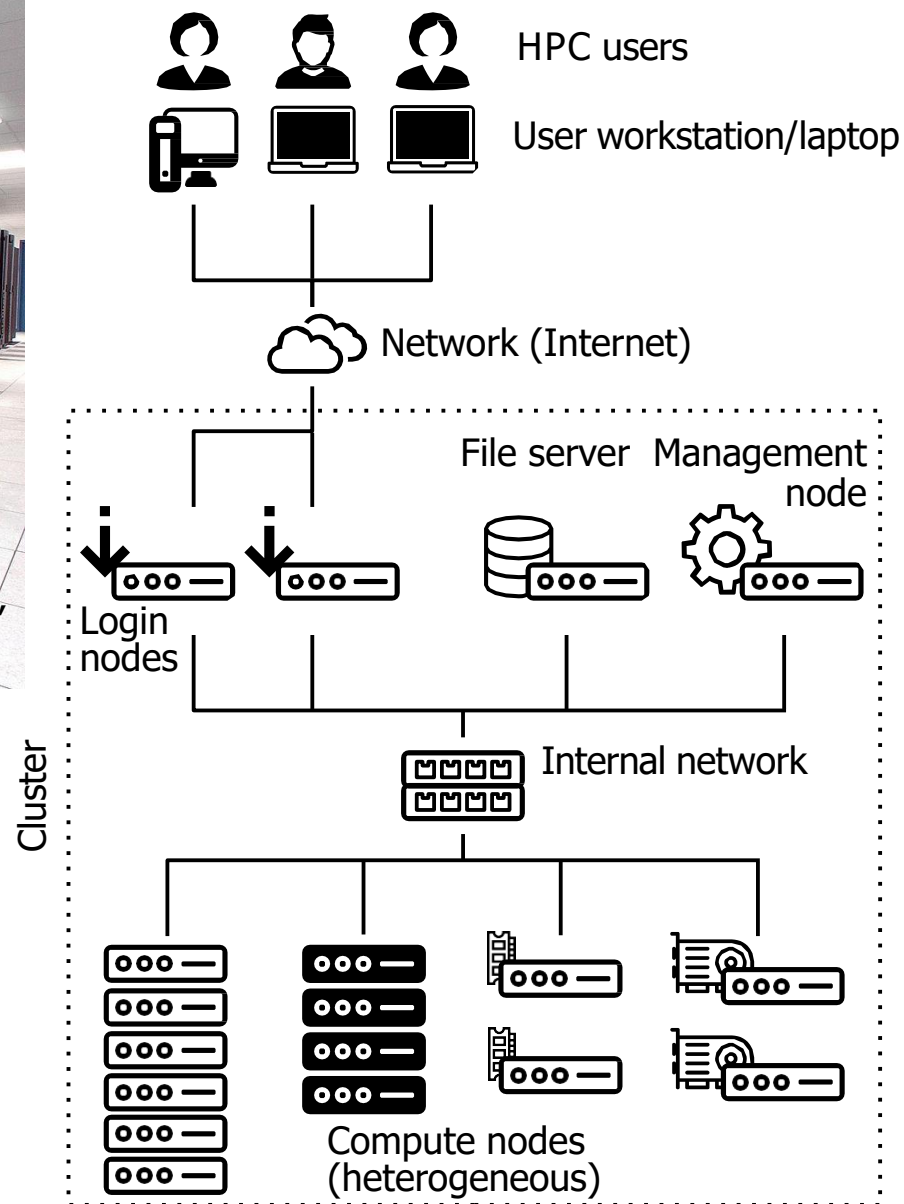 HPC users
User workstation/laptop
Network (Internet)
File server
Management
node
Login
nodes
Internal network
Cluster
Compute nodes
(heterogeneous)